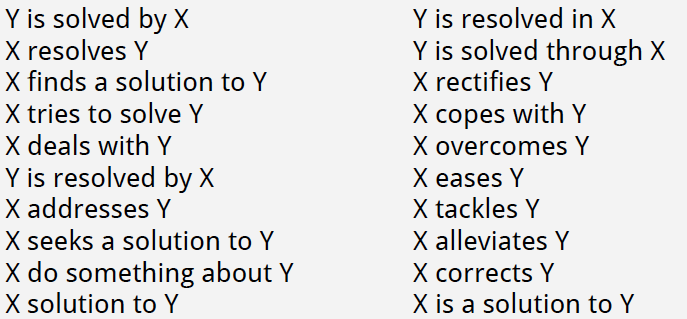 Y is solved by X
X resolves Y
X finds a solution to Y
X tries to solve Y
X deals with Y
Y is resolved by X
X addresses Y
X seeks a solution to Y
X do something about Y
X solution to Y
Y is resolved in X
Y is solved through X
X rectifies Y
X copes with Y
X overcomes Y
X eases Y
X tackles Y
X alleviates Y
X corrects Y
X is a solution to Y